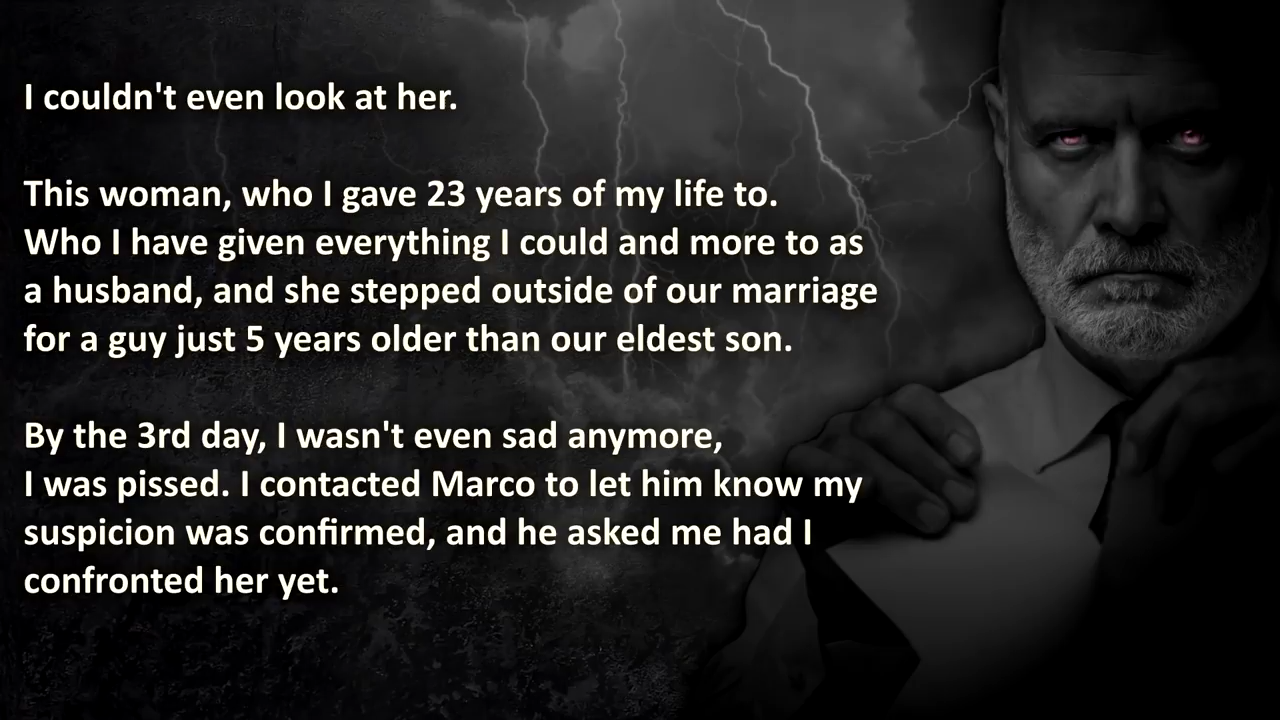 I couldn't even look at her.
This woman, who I gave 23 years of my life to.
Who I have given everything I could and more to as
a husband, and she stepped outside of our marriage
for a guy just 5 years older than our eldest son.
By the 3rd day, I wasn't even sad anymore,
I was pissed. I contacted Marco to let him know my
suspicion was confirmed, and he asked me had I
confronted her yet.